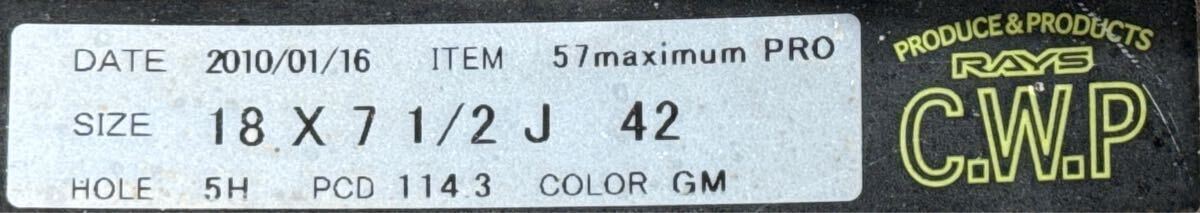 DATE 2010/01/16 ITEM 57maximum PRO
SIZE 18 X 7 1/2 J 42
HOLE 5H PCD 114.3 COLOR GM
PRODUCE & PRODUCTS
RAYS
C.W.P